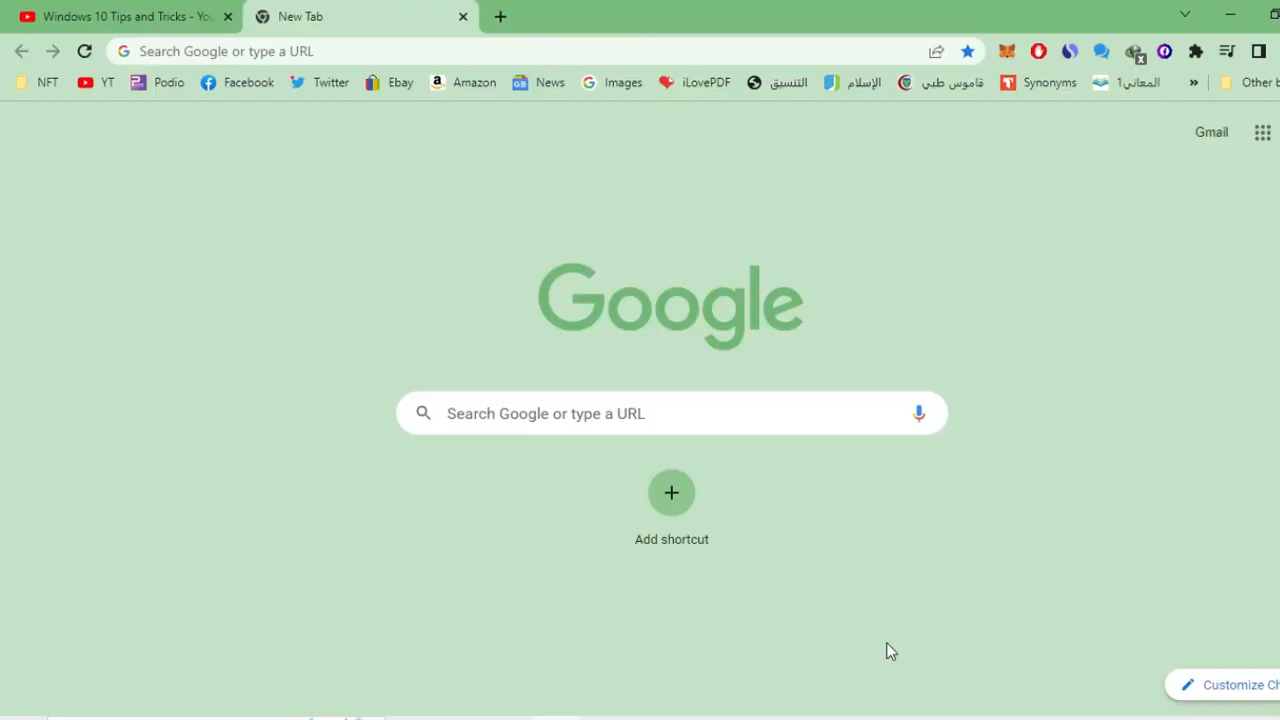 Windows 10 Tips and Tricks - You
New Tab
Search Google or type a URL
NFT YT Podio Facebook Twitter Ebay Amazon News Images iLovePDF التنسيق الإسلام قاموس طبي Synonyms المعاني1 » Other b
Gmail
Google
Search Google or type a URL
Add shortcut
Customize Ch